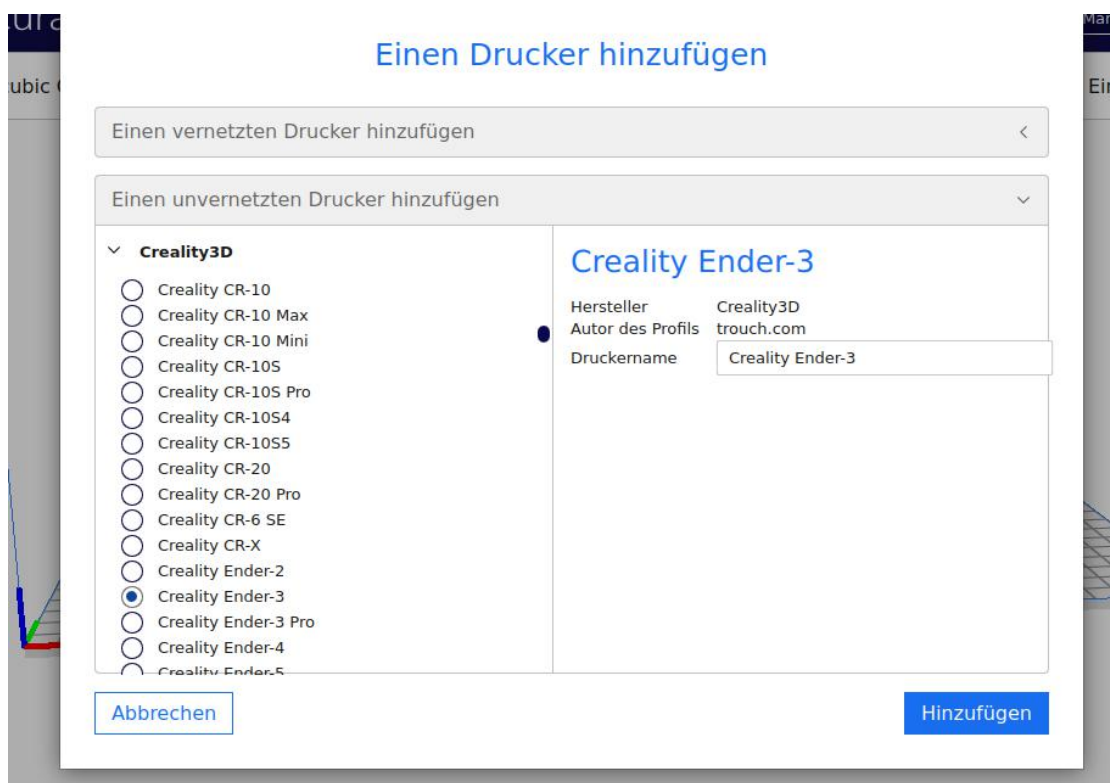 Einen Drucker hinzufügen
Einen vernetzten Drucker hinzufügen
Einen unvernetzten Drucker hinzufügen
Creality3D
Creality CR-10
Creality CR-10 Max
Creality CR-10 Mini
Creality CR-10S
Creality CR-10S Pro
Creality CR-10S4
Creality CR-10S5
Creality CR-20
Creality CR-20 Pro
Creality CR-6 SE
Creality CR-X
Creality Ender-2
Creality Ender-3
Creality Ender-3 Pro
Creality Ender-4
Creality Ender-5
Creality Ender-3
Hersteller Creality3D
Autor des Profils trouch.com
Druckername Creality Ender-3
Abbrechen
Hinzufügen